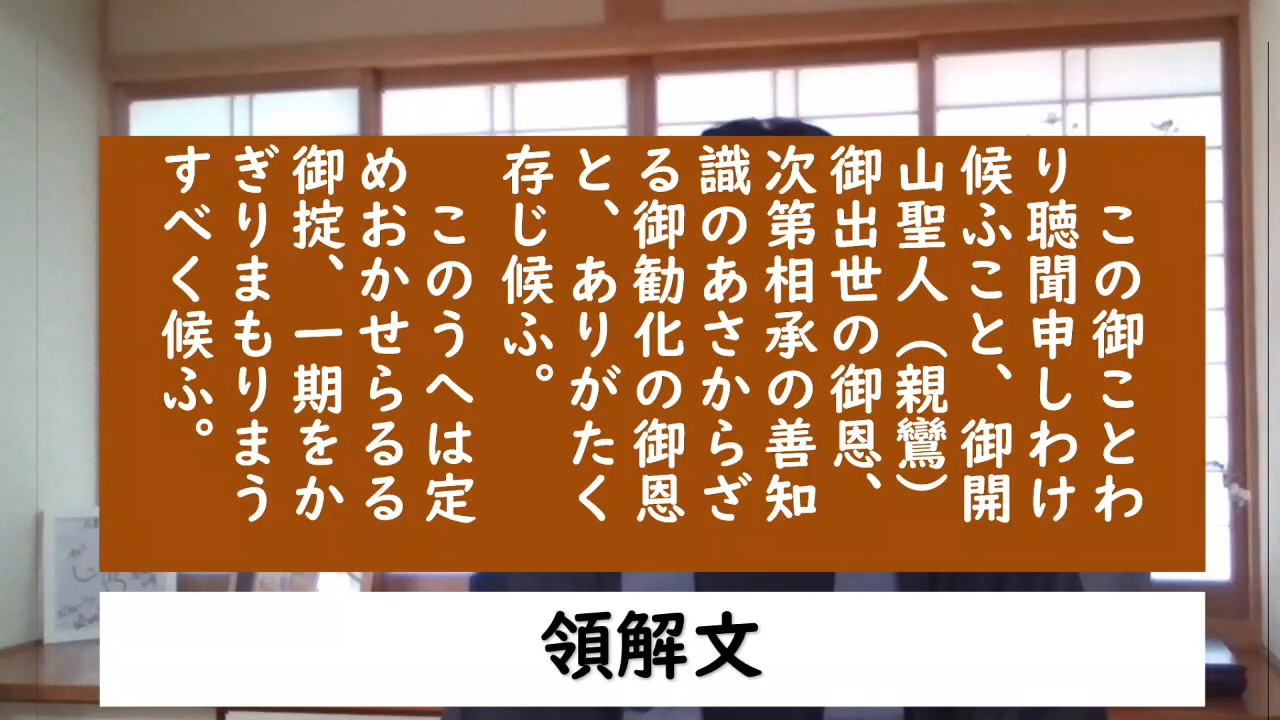 この御ことわ
り聴聞申しわけ
候ふこと、御開
山聖人（親鸞）
御出世の御恩、
次第相承の善知
識のあさからざ
る御勧化の御恩
と、ありがたく
存じ候ふ。
このうへは定
めおかせらるる
御掟、一期をか
ぎりまもりまう
すべく候ふ。
領解文